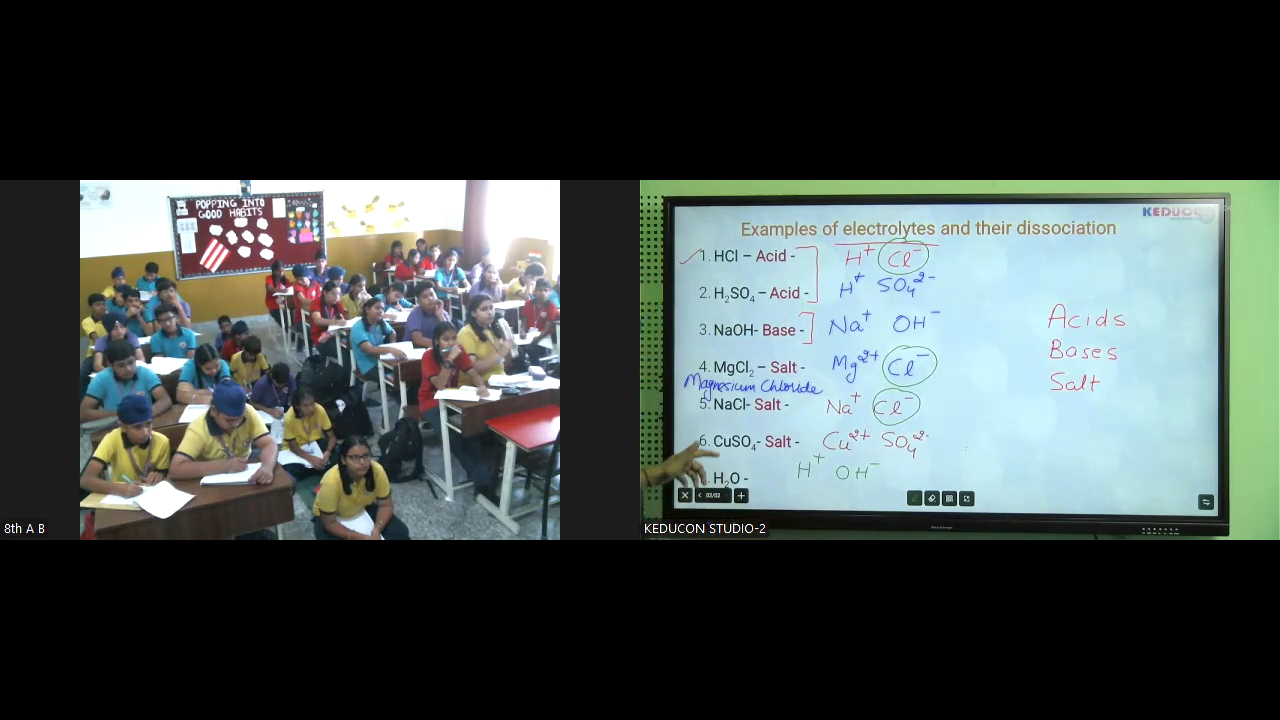 POPPING INTO
GOOD HABITS
8th A B
KEDUCON
Examples of electrolytes and their dissociation
1. HCl – Acid - H⁺ Cl⁻
2. H₂SO₄ – Acid - H⁺ SO₄²⁻
3. NaOH- Base - Na⁺ OH⁻
4. MgCl₂ – Salt - Mg²⁺ Cl⁻
Magnesium Chloride
5. NaCl- Salt - Na⁺ Cl⁻
6. CuSO₄- Salt - Cu²⁺ SO₄²⁻
H₂O - H⁺ OH⁻
Acids
Bases
Salt
02/02
KEDUCON STUDIO-2